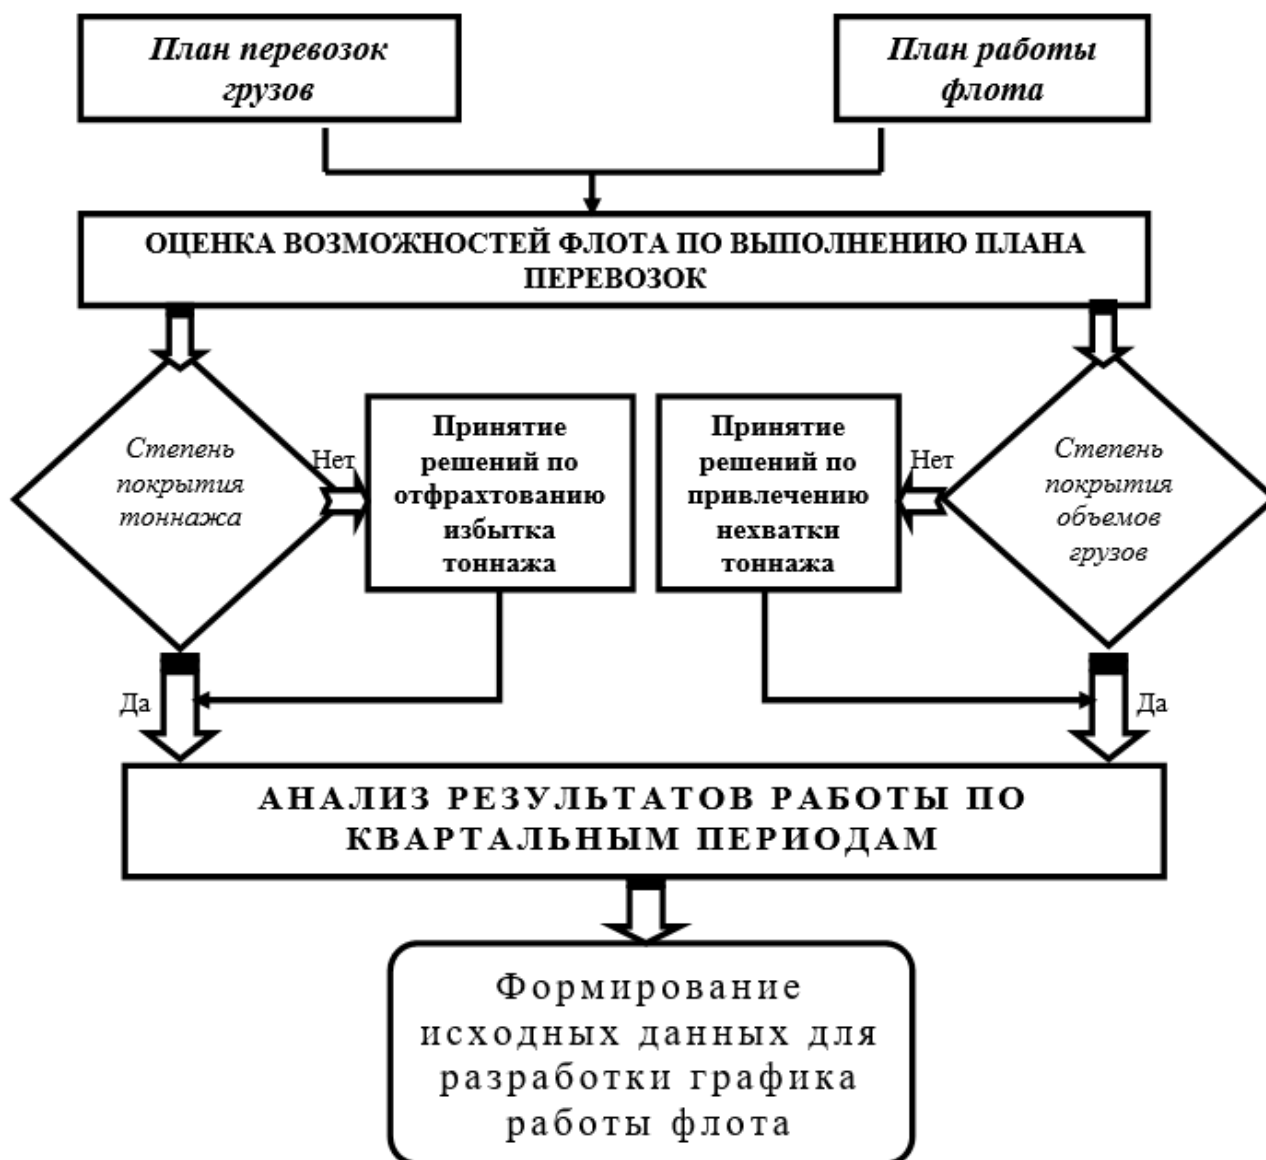 План перевозок
грузов
План работы
флота
ОЦЕНКА ВОЗМОЖНОСТЕЙ ФЛОТА ПО ВЫПОЛНЕНИЮ ПЛАНА
ПЕРЕВОЗОК
Степень
покрытия
тоннажа
Нет
Принятие
решений по
отфрахтованию
избытка
тоннажа
Принятие
решений по
привлечению
нехватки
тоннажа
Нет
Степень
покрытия
объемов
грузов
Да
Да
АНАЛИЗ РЕЗУЛЬТАТОВ РАБОТЫ ПО
КВАРТАЛЬНЫМ ПЕРИОДАМ
Формирование
исходных данных для
разработки графика
работы флота